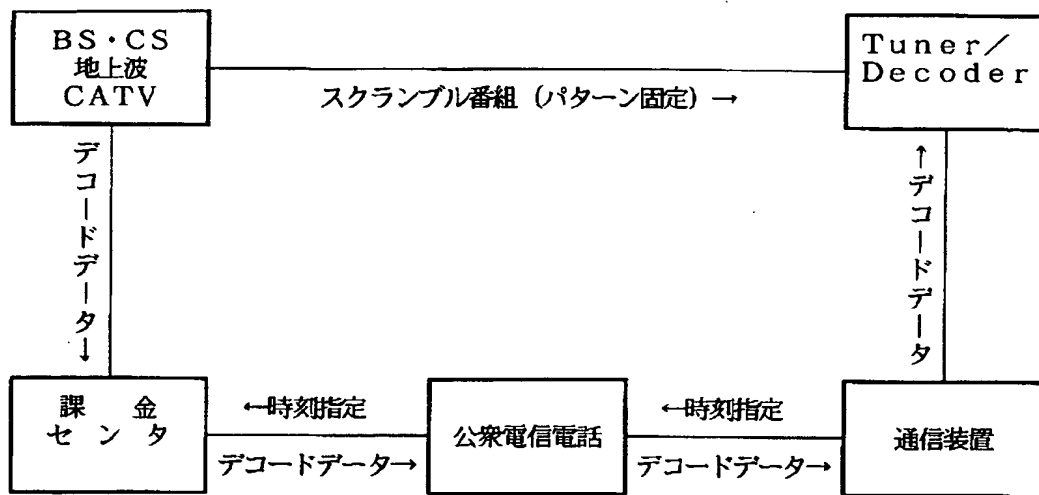 BS・CS
地上波
CATV
スクランブル番組(パターン固定)→
Tuner/
Decoder
デコードデータ→
←デコードデータ
課 金
セ ン タ
←時刻指定
デコードデータ→
公衆電信電話
←時刻指定
デコードデータ→
通信装置